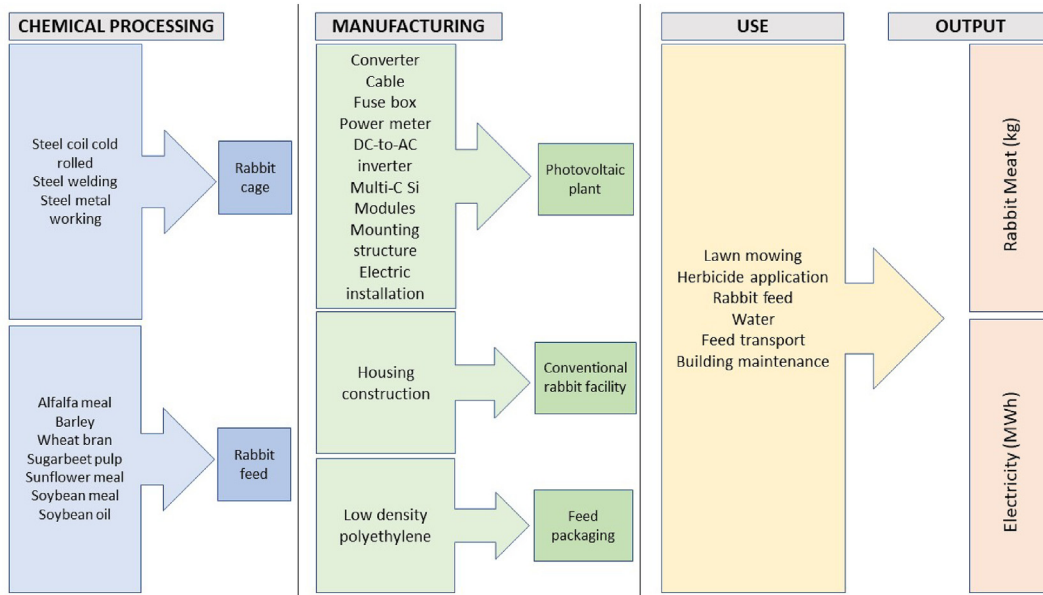 CHEMICAL PROCESSING
Steel coil cold
rolled
Steel welding
Steel metal
working
Rabbit
cage
Alfalfa meal
Barley
Wheat bran
Sugarbeet pulp
Sunflower meal
Soybean meal
Soybean oil
Rabbit
feed
MANUFACTURING
Converter
Cable
Fuse box
Power meter
DC-to-AC
inverter
Multi-C Si
Modules
Mounting
structure
Electric
installation
Photovoltaic
plant
Housing
construction
Conventional
rabbit facility
Low density
polyethylene
Feed
packaging
USE
Lawn mowing
Herbicide application
Rabbit feed
Water
Feed transport
Building maintenance
OUTPUT
Rabbit Meat (kg)
Electricity (MWh)